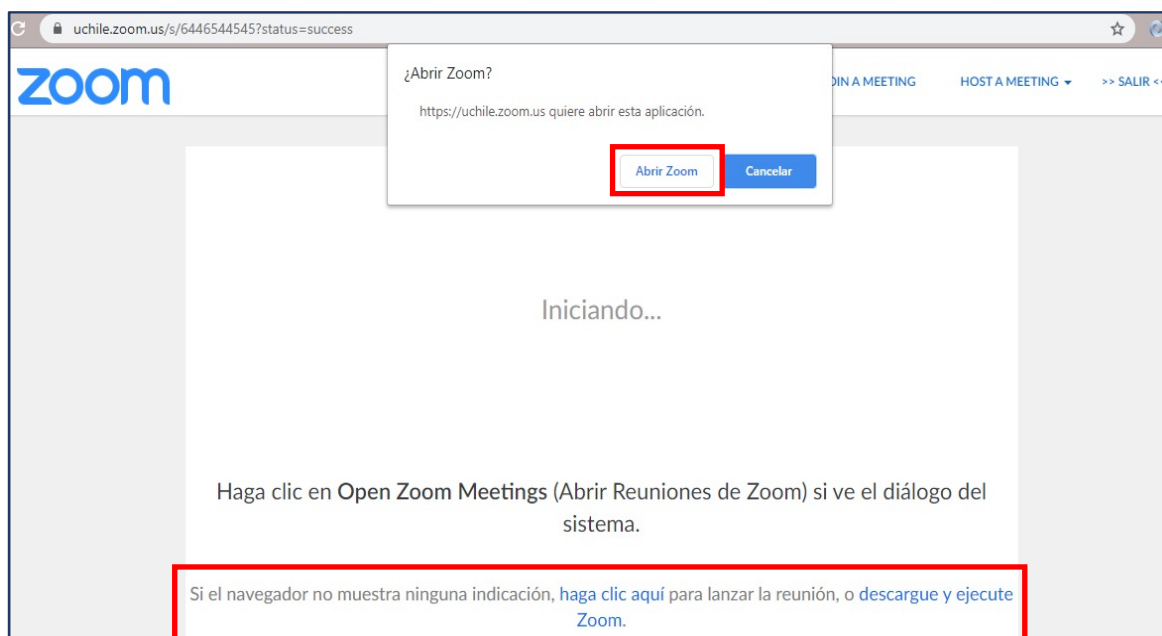 uchile.zoom.us/s/6446544545?status=success
zoom
¿Abrir Zoom?
https://uchile.zoom.us quiere abrir esta aplicación.
Abrir Zoom Cancelar
A MEETING HOST A MEETING >> SALIR <
Iniciando...
Haga clic en Open Zoom Meetings (Abrir Reuniones de Zoom) si ve el diálogo del
sistema.
Si el navegador no muestra ninguna indicación, haga clic aquí para lanzar la reunión, o descargue y ejecute
Zoom.